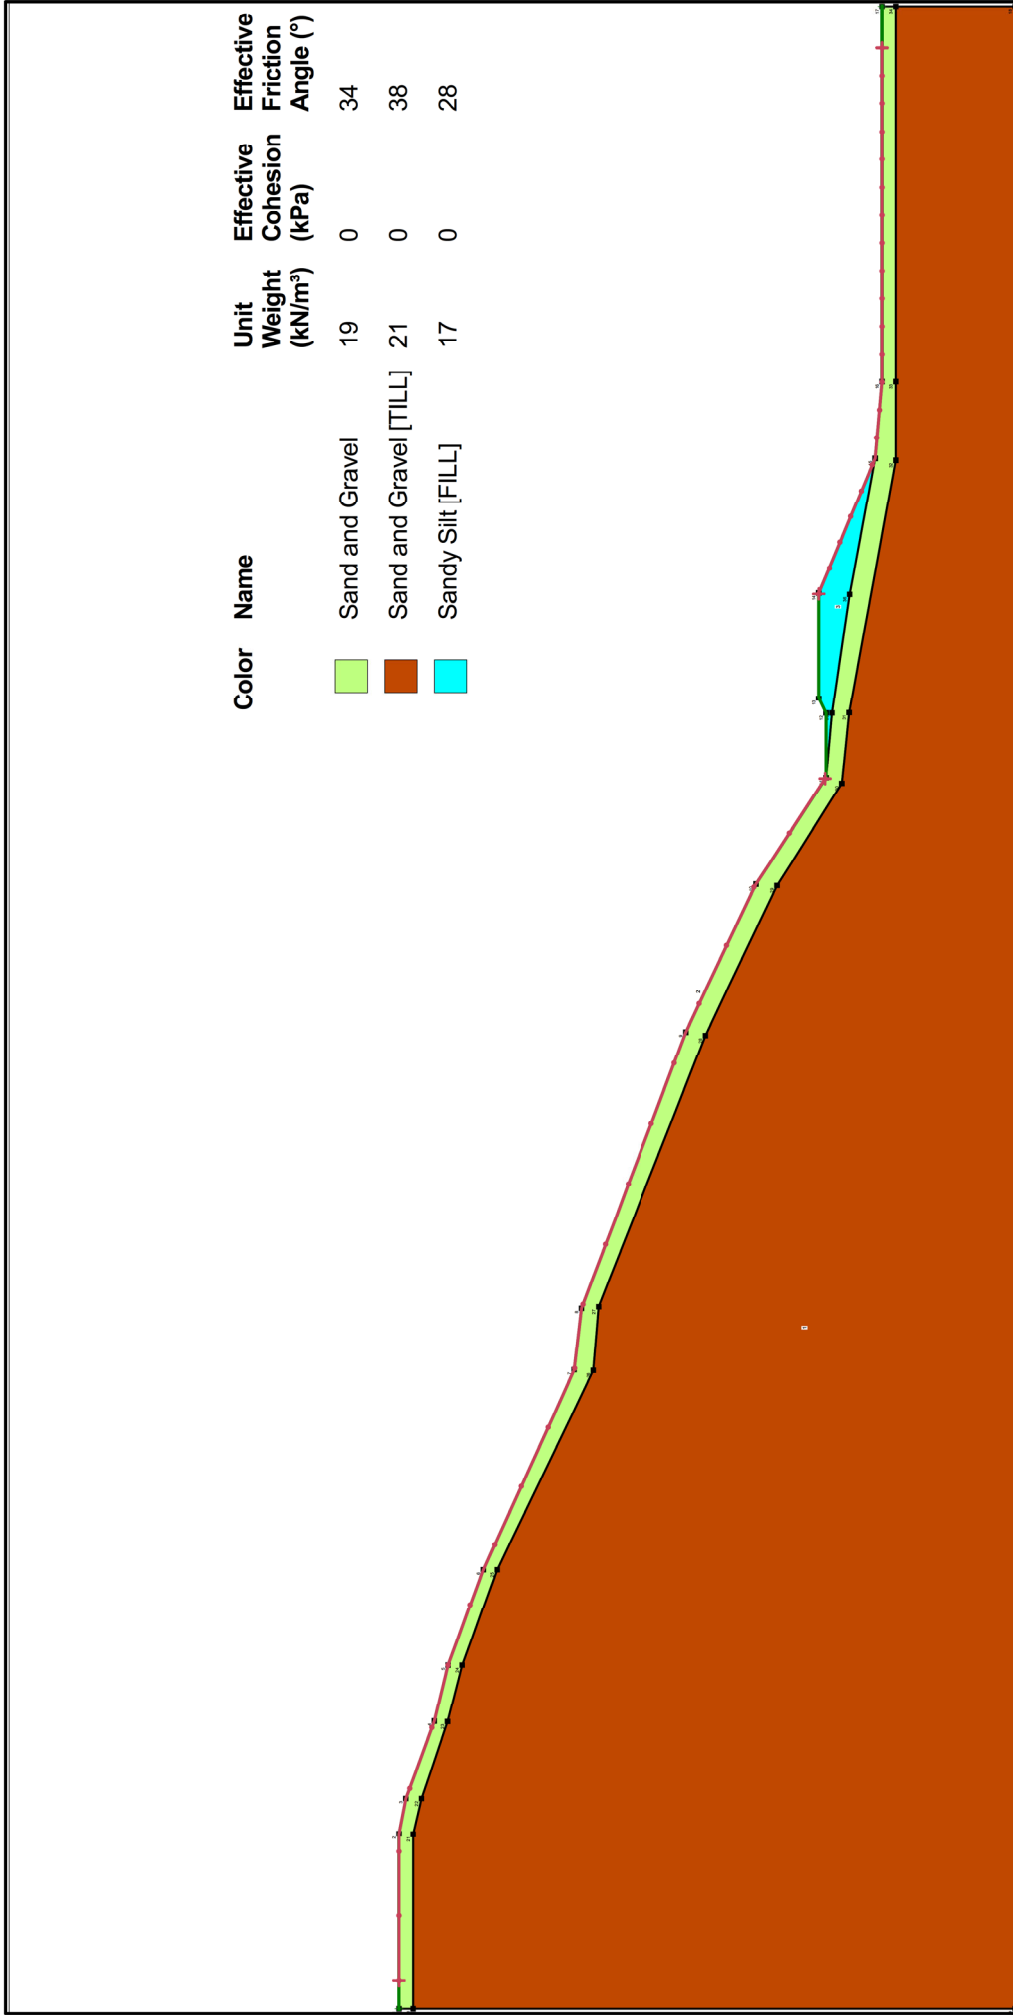 Color Name Unit Weight (kN/m³) Effective Cohesion (kPa) Effective Friction Angle (°)
Sand and Gravel 19 0 34
Sand and Gravel [TILL] 21 0 38
Sandy Silt [FILL] 17 0 28